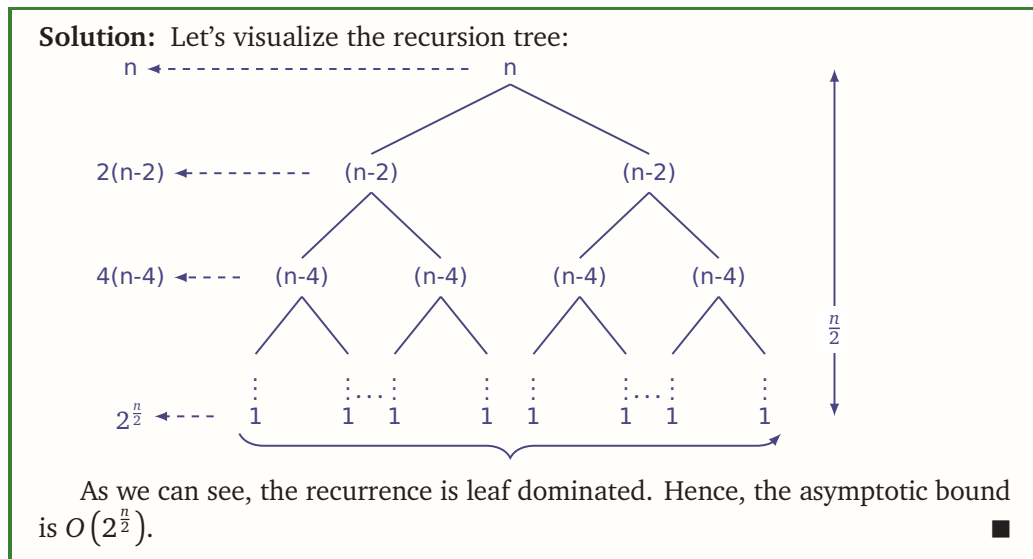 Solution: Let's visualize the recursion tree:
n n
2(n-2) (n-2) (n-2)
4(n-4) (n-4) (n-4) (n-4) (n-4)
n/2
⋮ ⋮...⋮ ⋮ ⋮ ⋮...⋮ ⋮
2^{n/2} 1 1 1 1 1 1 1 1
As we can see, the recurrence is leaf dominated. Hence, the asymptotic bound
is O(2^{n/2}). ■